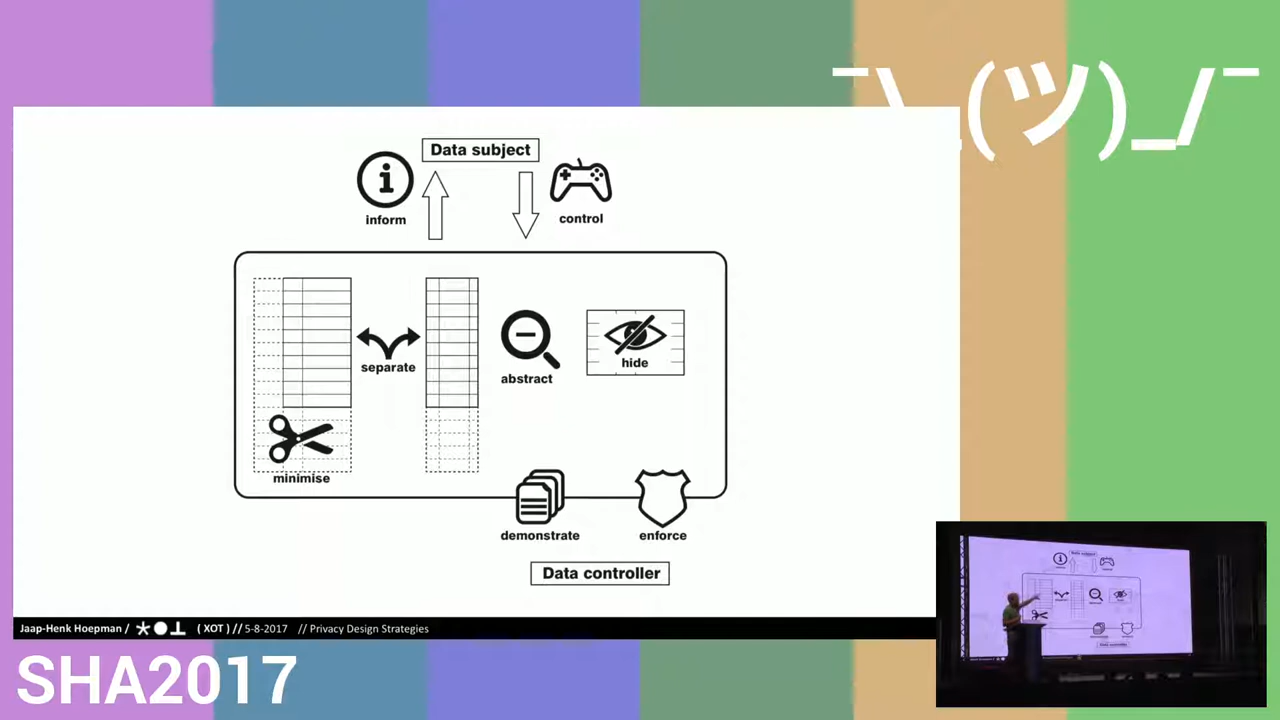 ¯\_(ツ)_/¯
Data subject
inform
control
separate
abstract
hide
minimise
demonstrate
enforce
Data controller
Jaap-Henk Hoepman / ( XOT ) // 5-8-2017 // Privacy Design Strategies
SHA2017